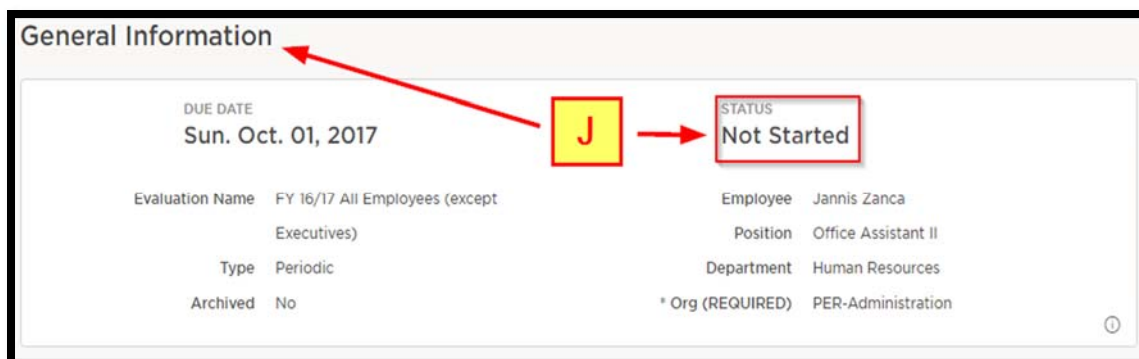 General Information
DUE DATE
Sun. Oct. 01, 2017
J
STATUS
Not Started
Evaluation Name FY 16/17 All Employees (except
Executives)
Type Periodic
Archived No
Employee Jannis Zanca
Position Office Assistant II
Department Human Resources
* Org (REQUIRED) PER-Administration